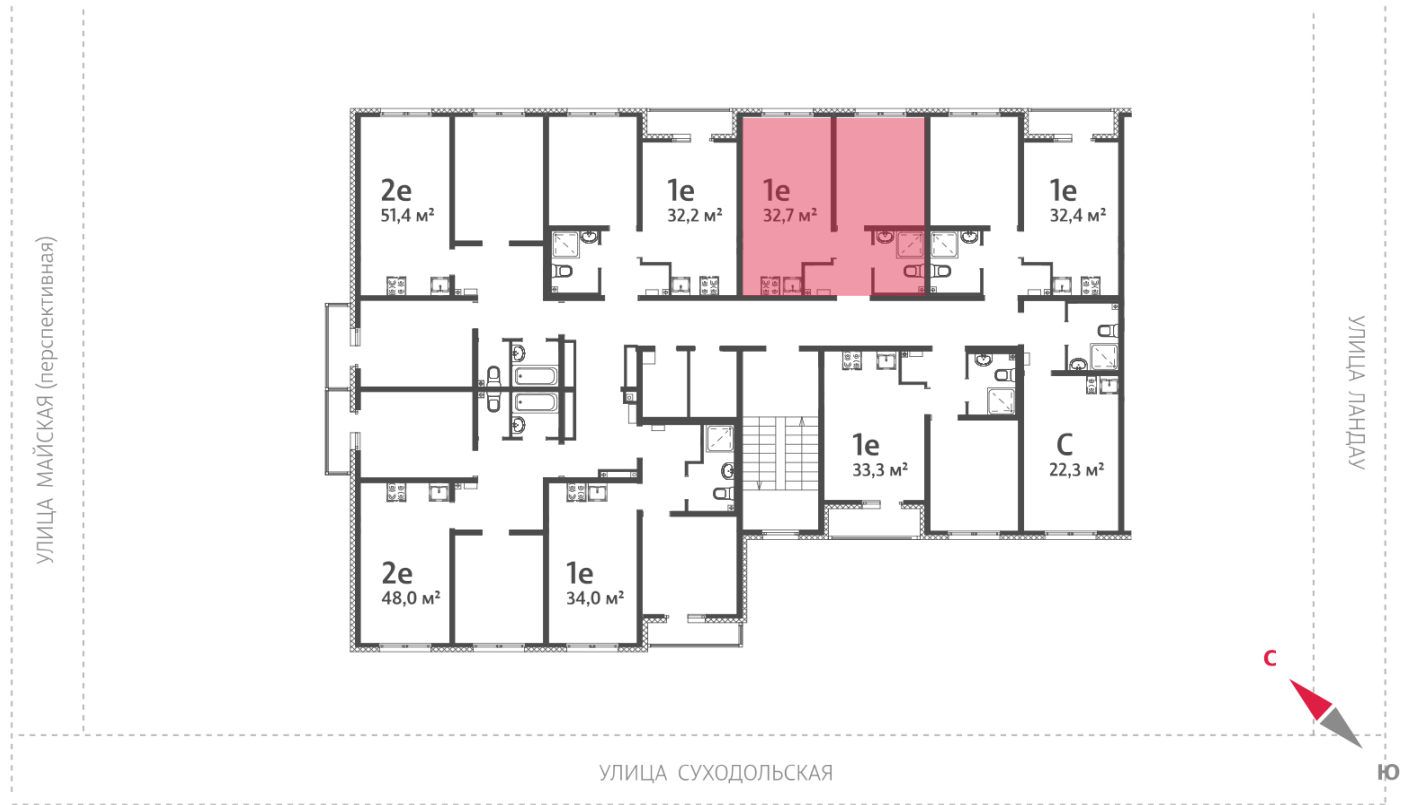 2е
51,4 м²
1е
32,2 м²
1е
32,7 м²
1е
32,4 м²
УЛИЦА МАЙСКАЯ (перспективная)
УЛИЦА ЛАНДАУ
1е
33,3 м²
С
22,3 м²
2е
48,0 м²
1е
34,0 м²
С
Ю
УЛИЦА СУХОДОЛЬСКАЯ